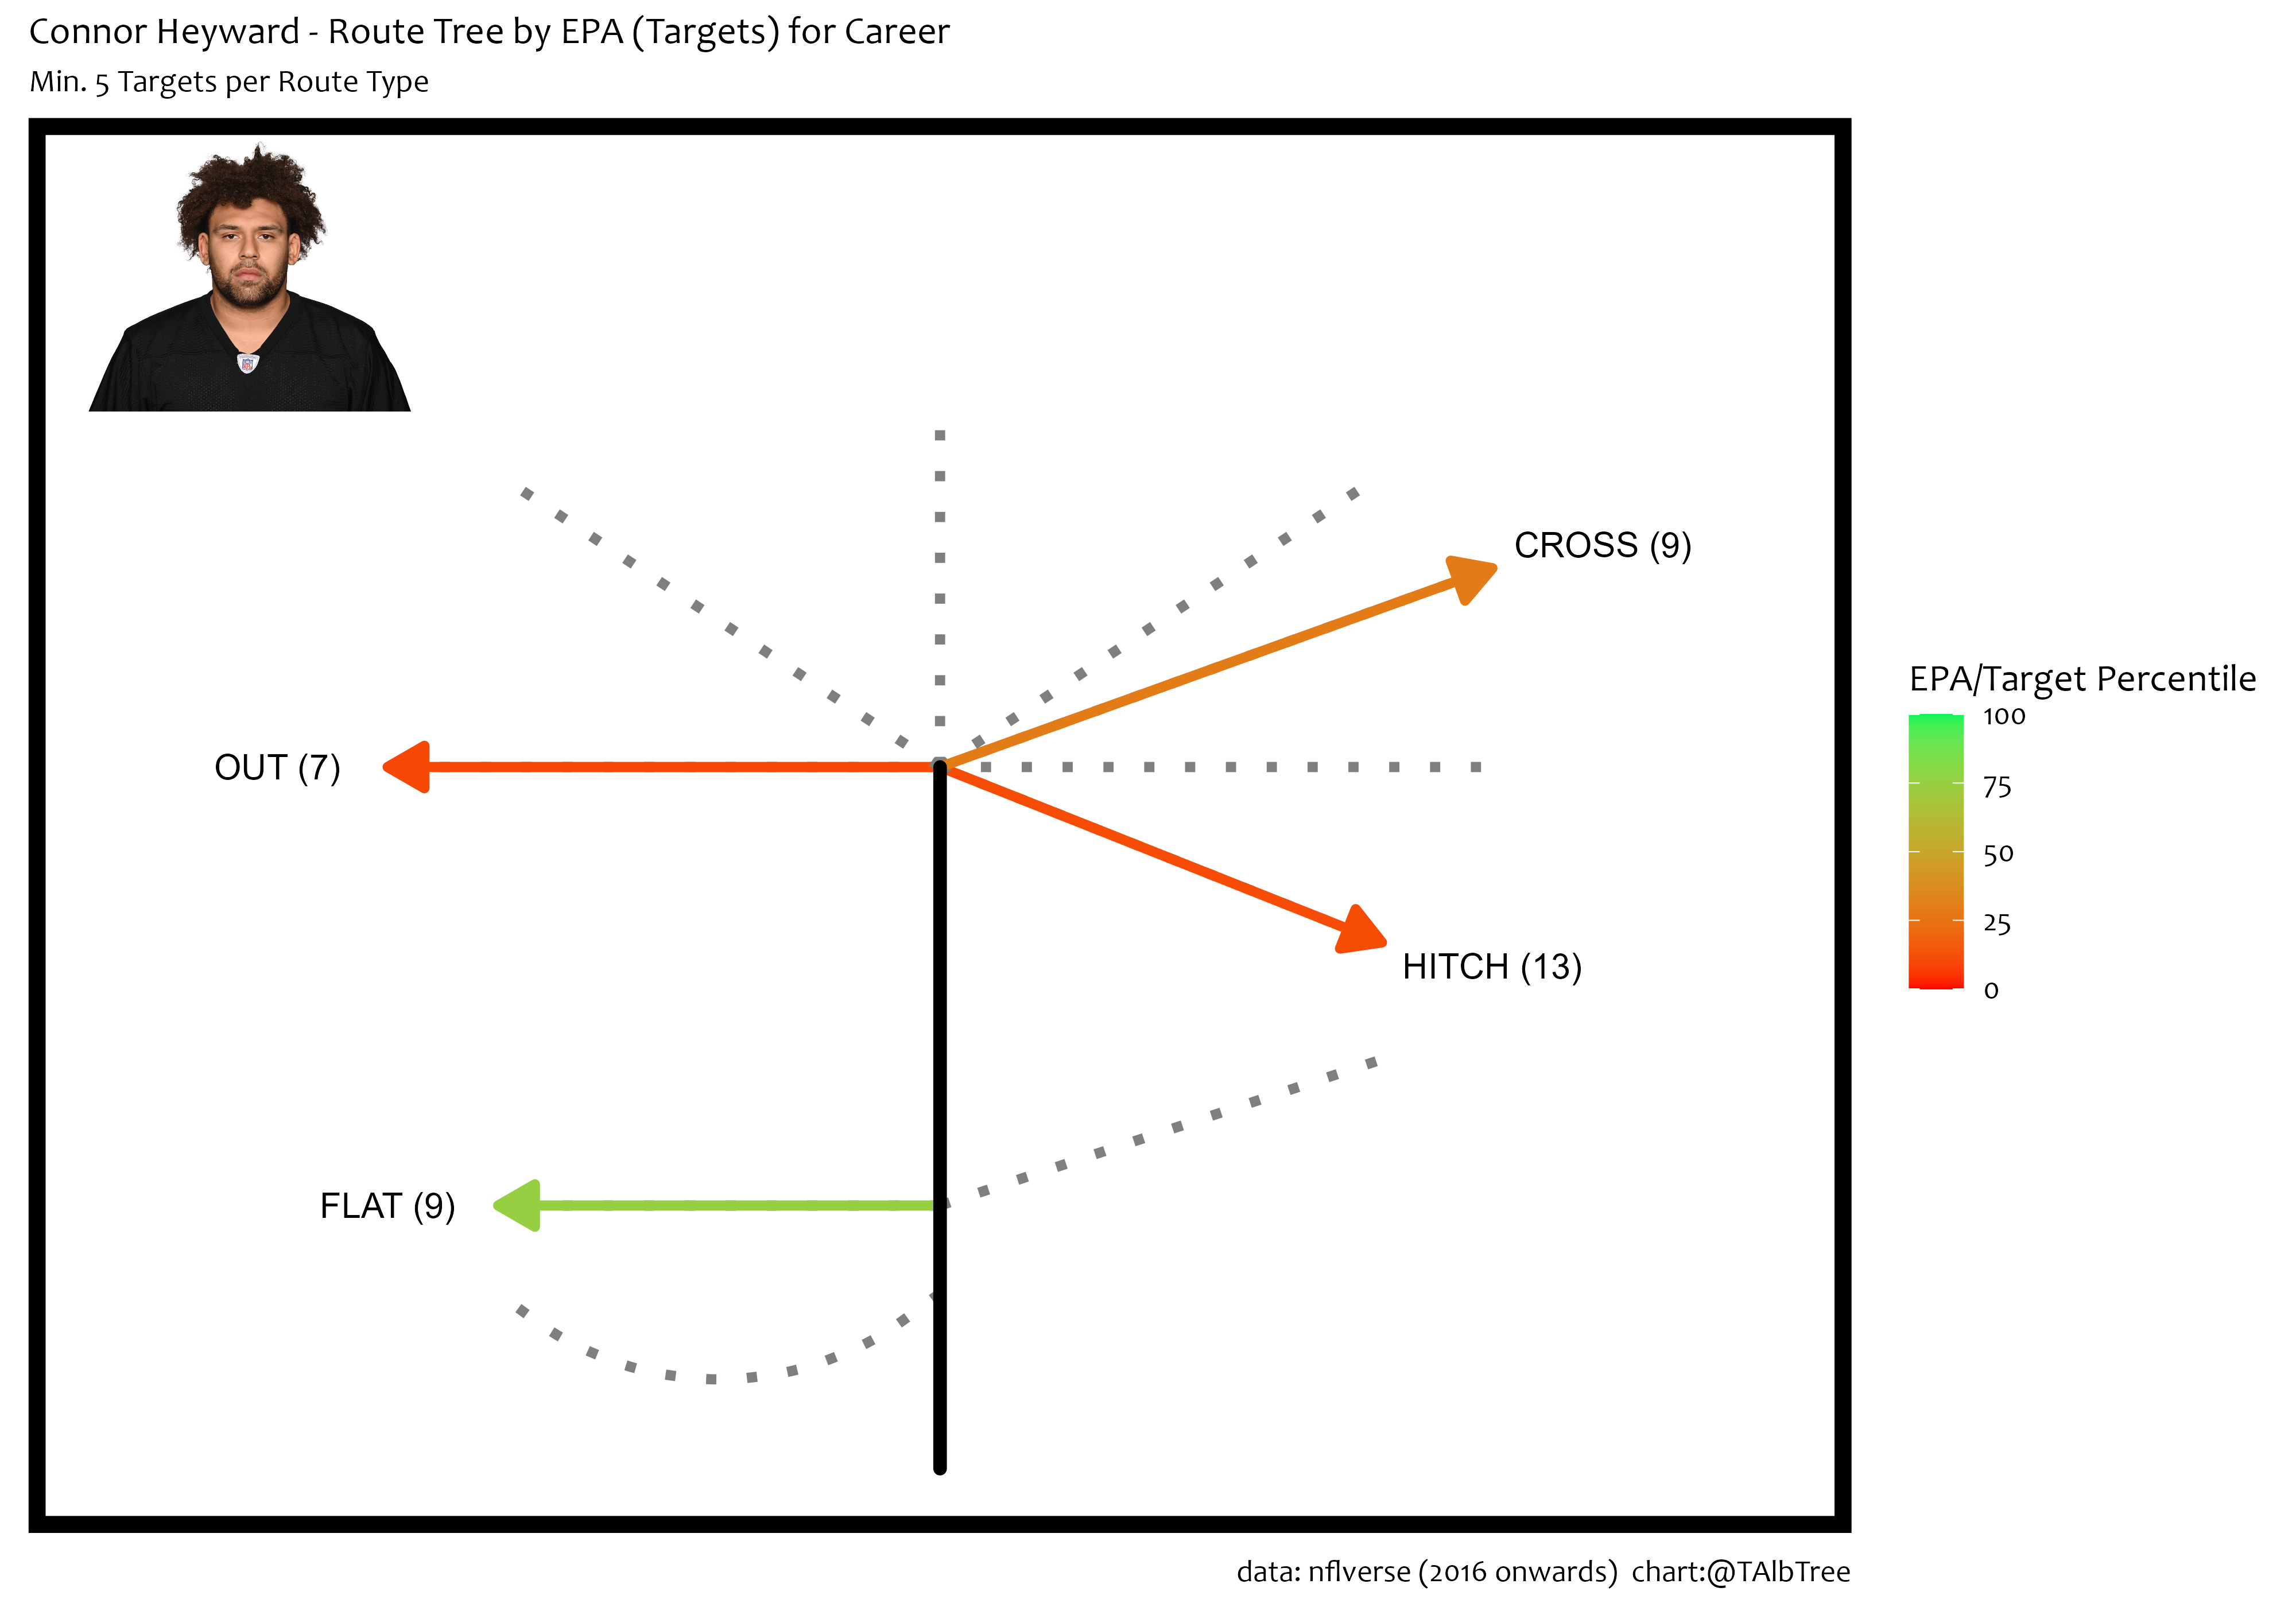 Connor Heyward - Route Tree by EPA (Targets) for Career
Min. 5 Targets per Route Type
CROSS (9)
OUT (7)
HITCH (13)
FLAT (9)
EPA/Target Percentile
100
75
50
25
0
data: nflverse (2016 onwards)  chart:@TAlbTree